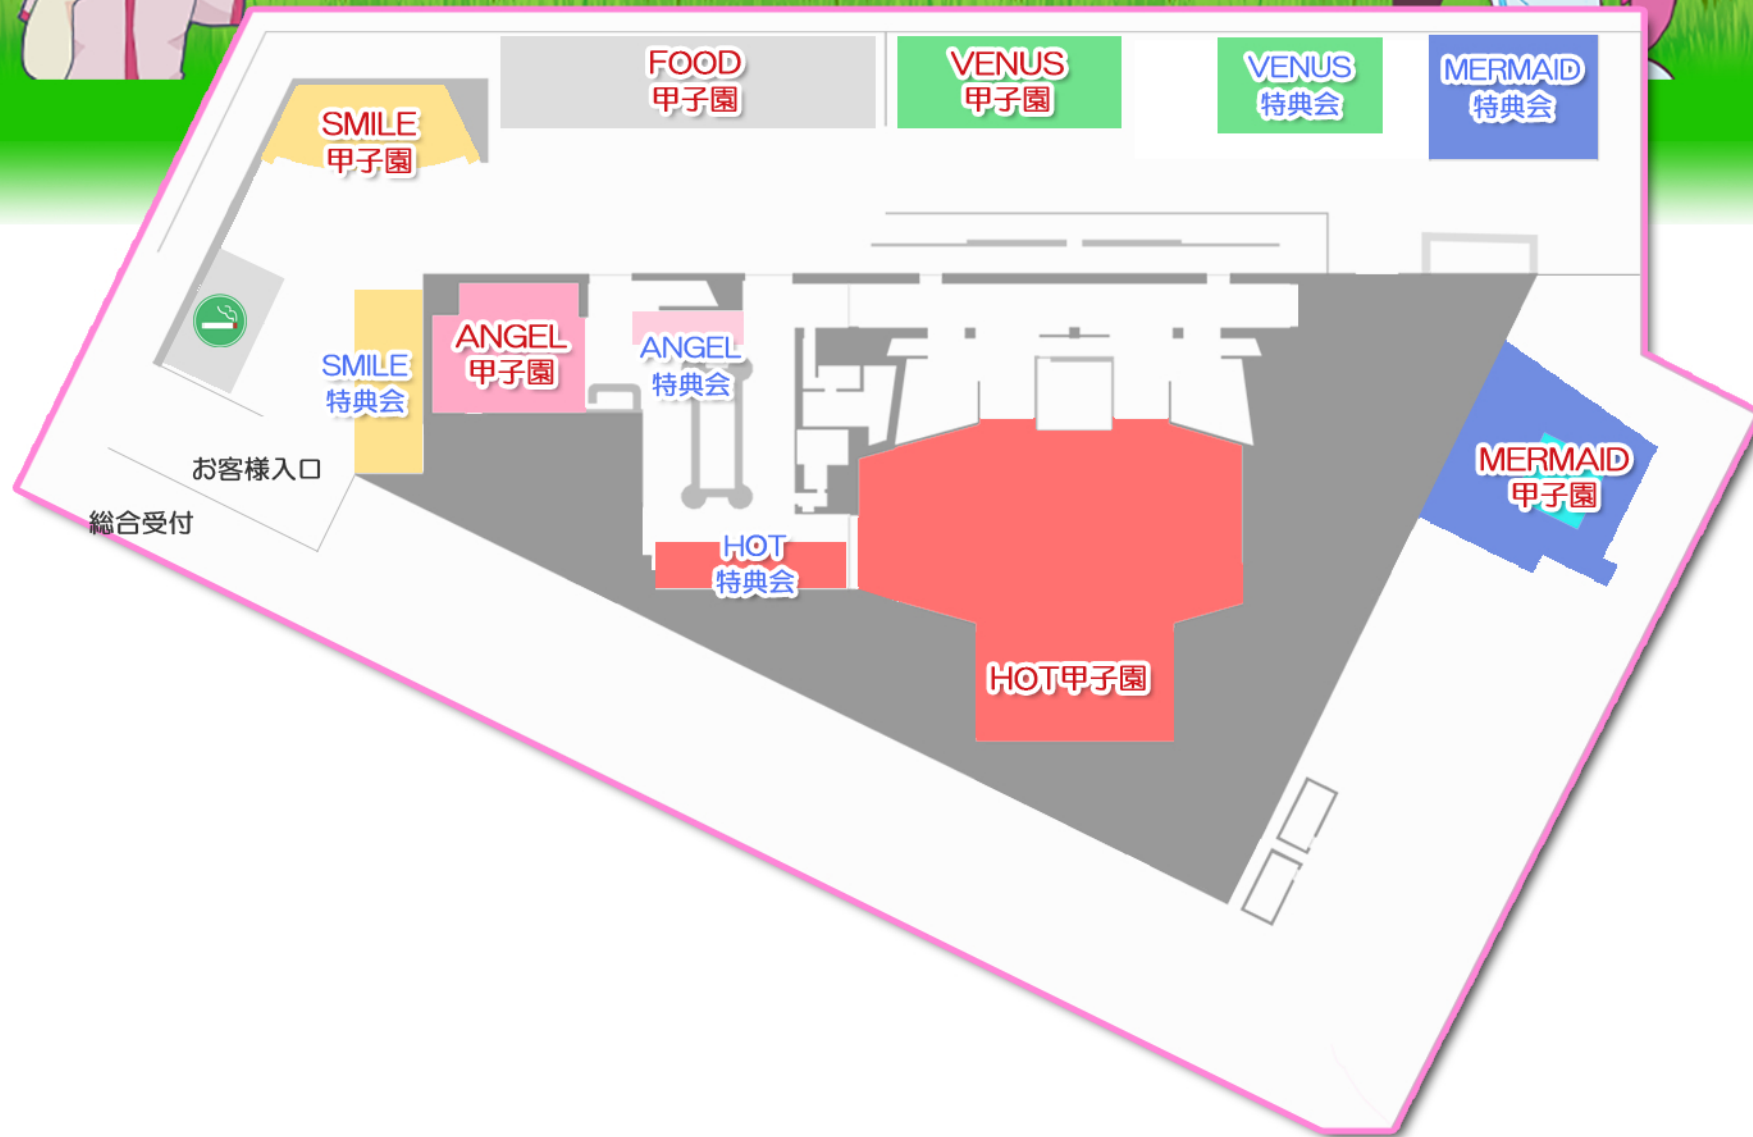 FOOD
甲子園
VENUS
甲子園
VENUS
特典会
MERMAID
特典会
SMILE
甲子園
ANGEL
甲子園
ANGEL
特典会
SMILE
特典会
お客様入口
総合受付
HOT
特典会
MERMAID
甲子園
HOT甲子園